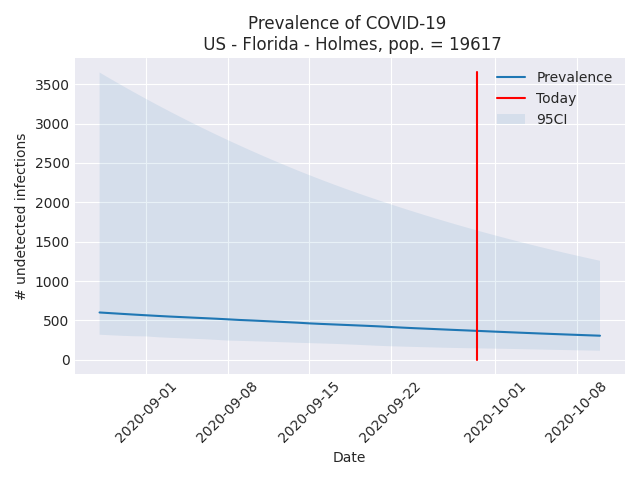 Prevalence of COVID-19
US - Florida - Holmes, pop. = 19617
Prevalence
Today
95CI
# undetected infections
3500
3000
2500
2000
1500
1000
500
0
2020-09-01
2020-09-08
2020-09-15
2020-09-22
2020-10-01
2020-10-08
Date